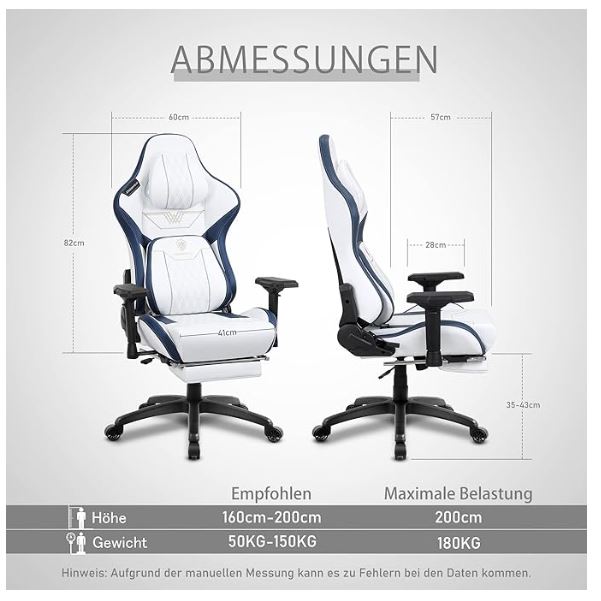 ABMESSUNGEN
60cm
57cm
82cm
28cm
41cm
35-43cm
Empfohlen Maximale Belastung
Höhe 160cm-200cm 200cm
Gewicht 50KG-150KG 180KG
Hinweis: Aufgrund der manuellen Messung kann es zu Fehlern bei den Daten kommen.